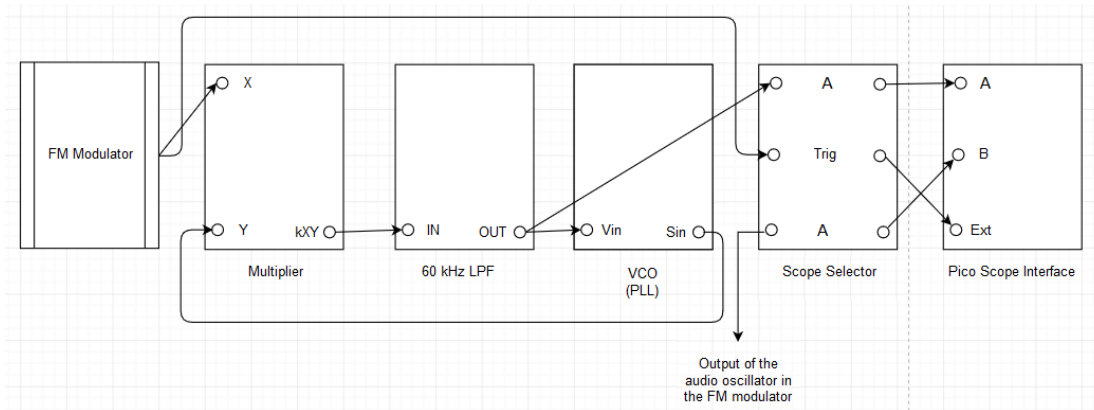 X
A
A
FM Modulator
Trig
B
Y
kXY
IN
OUT
Vin
Sin
A
Ext
Multiplier
60 kHz LPF
VCO
(PLL)
Scope Selector
Pico Scope Interface
Output of the
audio oscillator in
the FM modulator